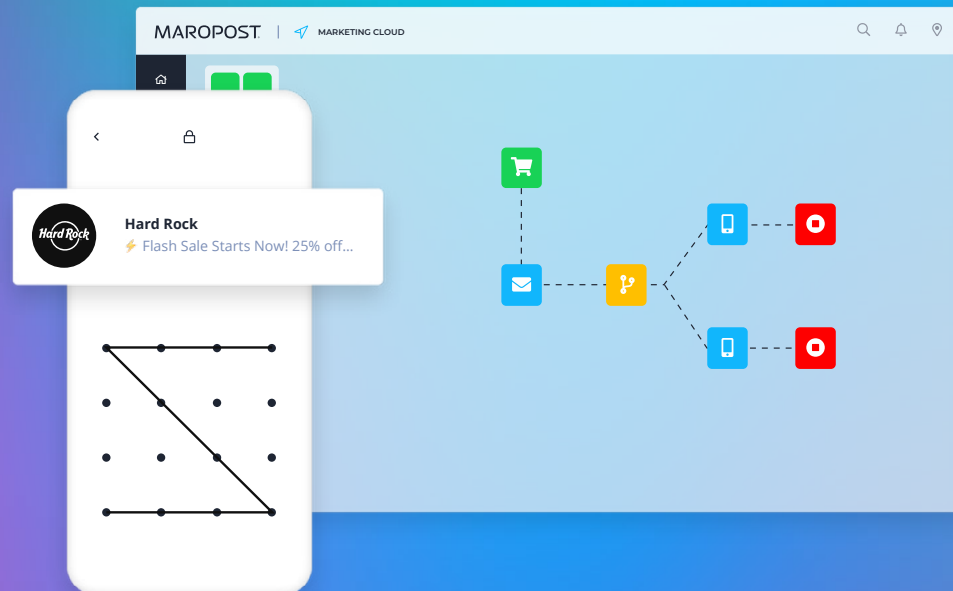 MAROPOST
MARKETING CLOUD
Hard Rock
Hard Rock
⚡ Flash Sale Starts Now! 25% off...